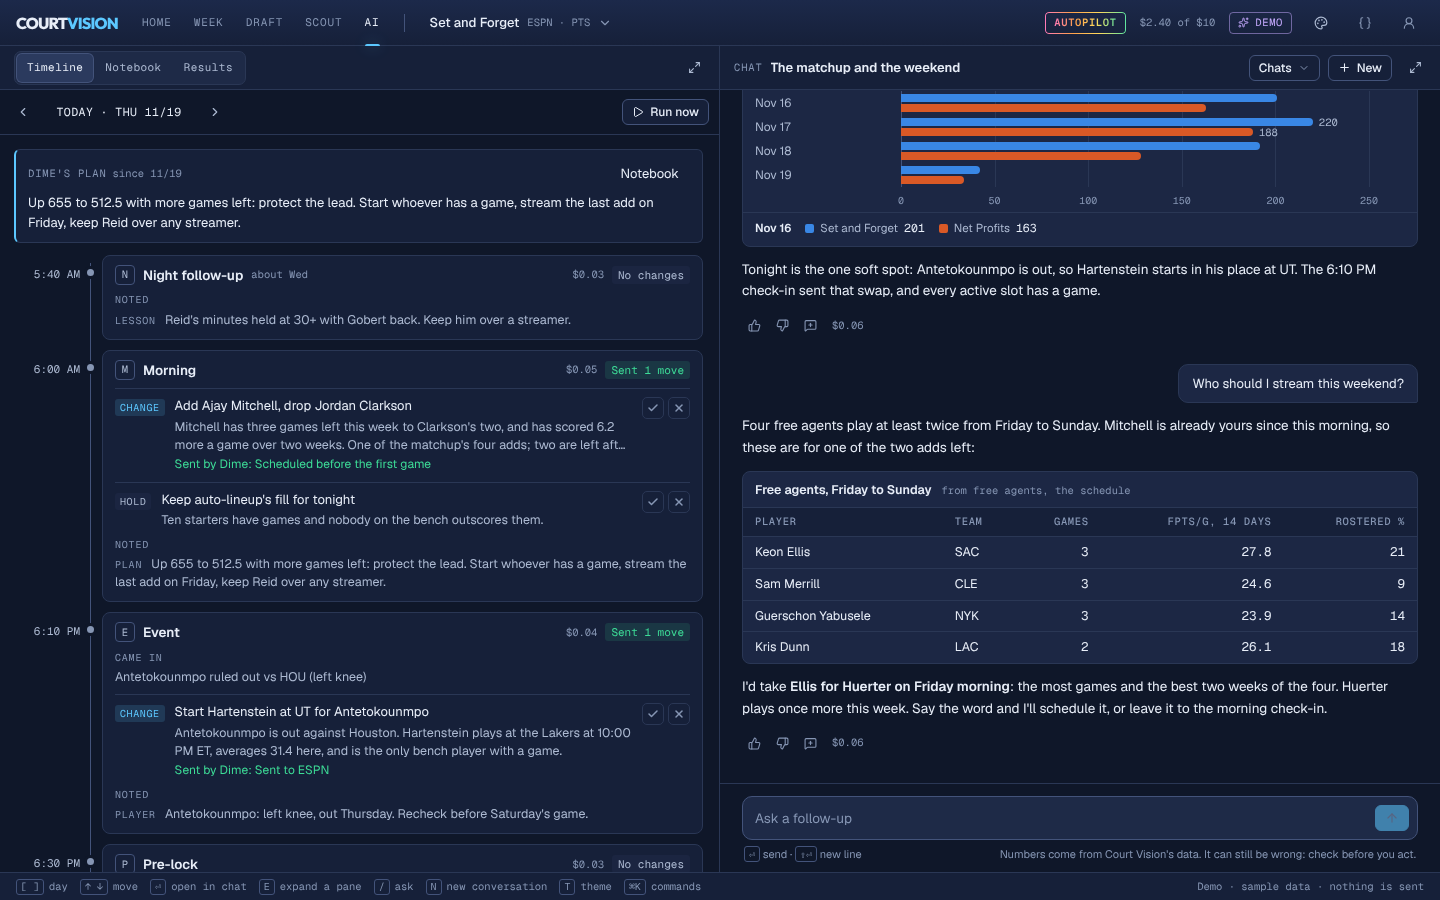 COURTVISION HOME WEEK DRAFT SCOUT AI Set and Forget ESPN · PTS AUTOPILOT $2.40 of $10 DEMO { }
Timeline Notebook Results
TODAY · THU 11/19 Run now
DIME'S PLAN since 11/19 Notebook
Up 655 to 512.5 with more games left: protect the lead. Start whoever has a game, stream the last add on
Friday, keep Reid over any streamer.
5:40 AM N Night follow-up about Wed $0.03 No changes
NOTED
LESSON Reid's minutes held at 30+ with Gobert back. Keep him over a streamer.
6:00 AM M Morning $0.05 Sent 1 move
CHANGE Add Ajay Mitchell, drop Jordan Clarkson
Mitchell has three games left this week to Clarkson's two, and has scored 6.2
more a game over two weeks. One of the matchup's four adds; two are left aft…
Sent by Dime: Scheduled before the first game
HOLD Keep auto-lineup's fill for tonight
Ten starters have games and nobody on the bench outscores them.
NOTED
PLAN Up 655 to 512.5 with more games left: protect the lead. Start whoever has a game, stream the
last add on Friday, keep Reid over any streamer.
6:10 PM E Event $0.04 Sent 1 move
CAME IN
Antetokounmpo ruled out vs HOU (left knee)
CHANGE Start Hartenstein at UT for Antetokounmpo
Antetokounmpo is out against Houston. Hartenstein plays at the Lakers at 10:00
PM ET, averages 31.4 here, and is the only bench player with a game.
Sent by Dime: Sent to ESPN
NOTED
PLAYER Antetokounmpo: left knee, out Thursday. Recheck before Saturday's game.
6:30 PM P Pre-lock $0.03 No changes
CHAT The matchup and the weekend Chats New
Nov 16
Nov 17 220
188
Nov 18
Nov 19
0 50 100 150 200 250
Nov 16 Set and Forget 201 Net Profits 163
Tonight is the one soft spot: Antetokounmpo is out, so Hartenstein starts in his place at UT. The 6:10 PM
check-in sent that swap, and every active slot has a game.
$0.06
Who should I stream this weekend?
Four free agents play at least twice from Friday to Sunday. Mitchell is already yours since this morning, so
these are for one of the two adds left:
Free agents, Friday to Sunday from free agents, the schedule
PLAYER TEAM GAMES FPTS/G, 14 DAYS ROSTERED %
Keon Ellis SAC 3 27.8 21
Sam Merrill CLE 3 24.6 9
Guerschon Yabusele NYK 3 23.9 14
Kris Dunn LAC 2 26.1 18
I'd take Ellis for Huerter on Friday morning: the most games and the best two weeks of the four. Huerter
plays once more this week. Say the word and I'll schedule it, or leave it to the morning check-in.
$0.06
Ask a follow-up
⏎ send · ⇧⏎ new line Numbers come from Court Vision's data. It can still be wrong: check before you act.
[ ] day ↑ ↓ move ⏎ open in chat E expand a pane / ask N new conversation T theme ⌘K commands Demo · sample data · nothing is sent